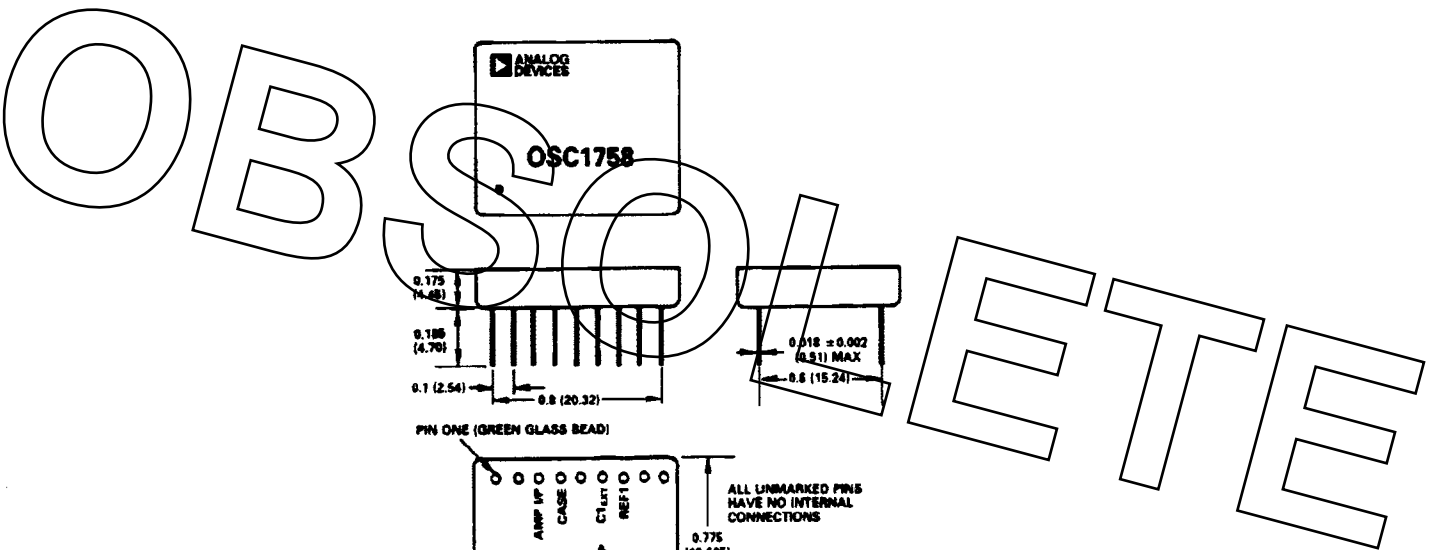 OBSOLETE
ANALOG
DEVICES
OSC1758
0.175
(4.45)
0.185
(4.70)
0.1 (2.54)
0.8 (20.32)
0.018 ± 0.002
(0.51) MAX
0.6 (15.24)
PIN ONE (GREEN GLASS BEAD)
AMP I/P
CASE
C1EXT
REF1
ALL UNMARKED PINS
HAVE NO INTERNAL
CONNECTIONS
0.775